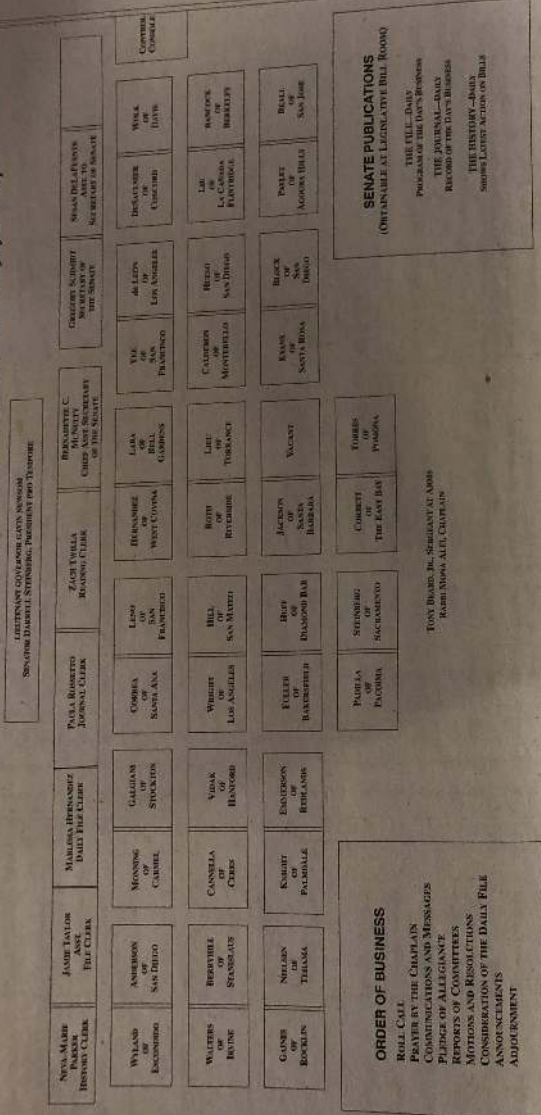 LIEUTENANT GOVERNOR GAVIN NEWSOM
SENATOR DARRELL STEINBERG, PRESIDENT PRO TEMPORE
NEVA-MARIE
PARKER
HISTORY CLERK
JAMIE TAYLOR
ASST.
FILE CLERK
MARLISSA HERNANDEZ
DAILY FILE CLERK
PAULA ROSSETTO
JOURNAL CLERK
ZACH TWILLA
READING CLERK
BERNADETTE C.
MCNULTY
CHIEF ASST. SECRETARY
OF THE SENATE
GREGORY SCHMIDT
SECRETARY OF
THE SENATE
SUSAN DELAFUENTE
ASST. TO
SECRETARY OF SENATE
CONTROL
CONSOLE
WYLAND
OF
ESCONDIDO
ANDERSON
OF
SAN DIEGO
MONNING
OF
CARMEL
GALGIANI
OF
STOCKTON
CORREA
OF
SANTA ANA
LENO
OF
SAN
FRANCISCO
HERNANDEZ
OF
WEST COVINA
LARA
OF
BELL
GARDENS
YEE
OF
SAN
FRANCISCO
de LEÓN
OF
LOS ANGELES
DESAULNIER
OF
CONCORD
WOLK
OF
DAVIS
WALTERS
OF
IRVINE
BERRYHILL
OF
STANISLAUS
CANNELLA
OF
CERES
VIDAK
OF
HANFORD
WRIGHT
OF
LOS ANGELES
HILL
OF
SAN MATEO
ROTH
OF
RIVERSIDE
LIEU
OF
TORRANCE
CALDERON
OF
MONTEBELLO
HUESO
OF
SAN DIEGO
LIU
OF
LA CAÑADA
FLINTRIDGE
HANCOCK
OF
BERKELEY
GAINES
OF
ROCKLIN
NIELSEN
OF
TEHAMA
KNIGHT
OF
PALMDALE
EMMERSON
OF
REDLANDS
FULLER
OF
BAKERSFIELD
HUFF
OF
DIAMOND BAR
JACKSON
OF
SANTA
BARBARA
VACANT
EVANS
OF
SANTA ROSA
BLOCK
OF
SAN
DIEGO
PAVLEY
OF
AGOURA HILLS
BEALL
OF
SAN JOSE
PADILLA
OF
PACOIMA
STEINBERG
OF
SACRAMENTO
CORBETT
OF
THE EAST BAY
TORRES
OF
POMONA
ORDER OF BUSINESS
ROLL CALL
PRAYER BY THE CHAPLAIN
COMMUNICATIONS AND MESSAGES
PLEDGE OF ALLEGIANCE
REPORTS OF COMMITTEES
MOTIONS AND RESOLUTIONS
CONSIDERATION OF THE DAILY FILE
ANNOUNCEMENTS
ADJOURNMENT
TONY BEARD, JR., SERGEANT AT ARMS
RABBI MONA ALFI, CHAPLAIN
SENATE PUBLICATIONS
(OBTAINABLE AT LEGISLATIVE BILL ROOM)
THE FILE—DAILY
PROGRAM OF THE DAY'S BUSINESS
THE JOURNAL—DAILY
RECORD OF THE DAY'S BUSINESS
THE HISTORY—DAILY
SHOWS LATEST ACTION ON BILLS